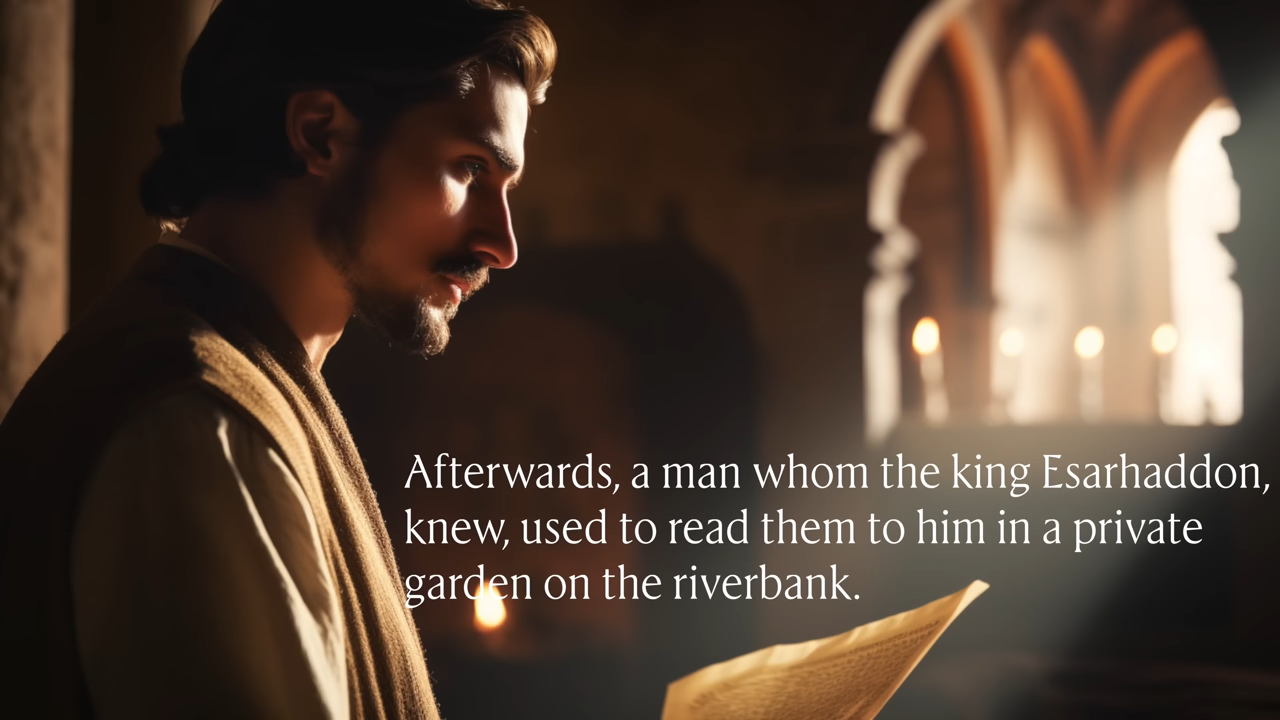 Afterwards, a man whom the king Esarhaddon,
knew, used to read them to him in a private
garden on the riverbank.